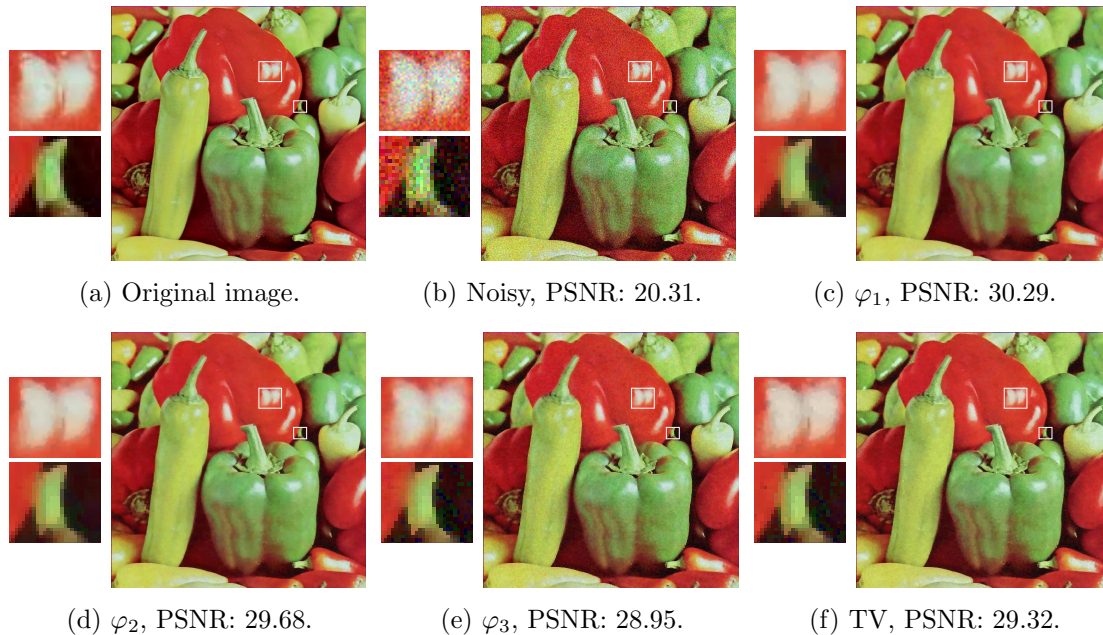 (a) Original image.
(b) Noisy, PSNR: 20.31.
(c) φ₁, PSNR: 30.29.
(d) φ₂, PSNR: 29.68.
(e) φ₃, PSNR: 28.95.
(f) TV, PSNR: 29.32.